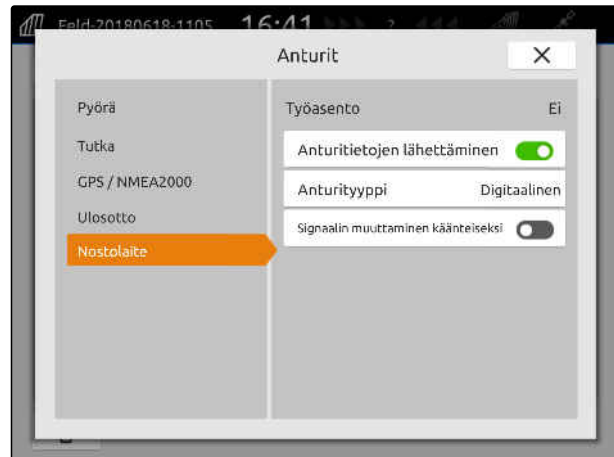 Feld-20180618-1105 16:41 ?
Anturit
Pyörä
Tutka
GPS / NMEA2000
Ulosotto
Nostolaite
Työasento Ei
Anturitietojen lähettäminen
Anturityyppi Digitaalinen
Signaalin muuttaminen käänteiseksi